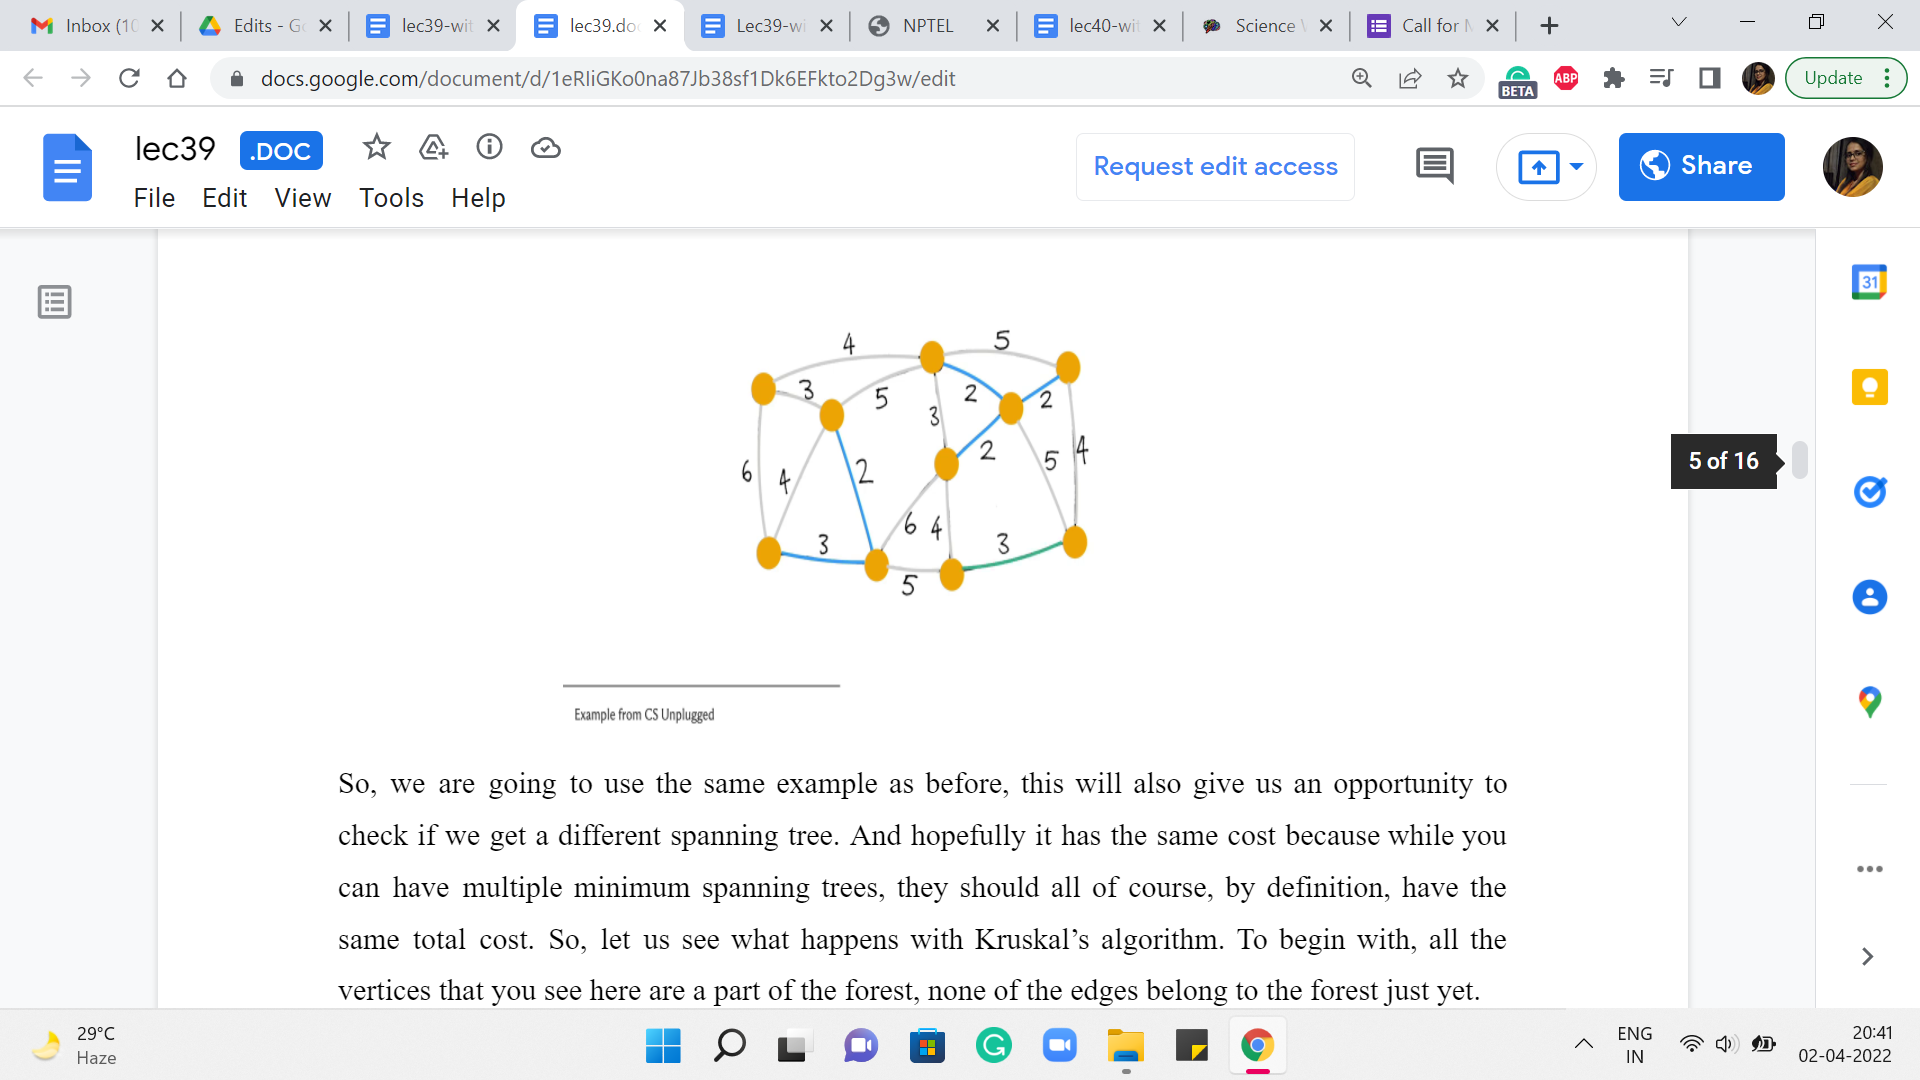 Inbox (10
Edits - Go
lec39-wit
lec39.do
Lec39-wi
NPTEL
lec40-wit
Science V
Call for M
docs.google.com/document/d/1eRIiGKo0na87Jb38sf1Dk6EFkto2Dg3w/edit
BETA
ABP
Update
lec39
.DOC
File Edit View Tools Help
Request edit access
Share
31
5 of 16
4 5
3 5 2 2
3
6 4 2 2 5 4
6 4
3 3
5
Example from CS Unplugged
So, we are going to use the same example as before, this will also give us an opportunity to
check if we get a different spanning tree. And hopefully it has the same cost because while you
can have multiple minimum spanning trees, they should all of course, by definition, have the
same total cost. So, let us see what happens with Kruskal’s algorithm. To begin with, all the
vertices that you see here are a part of the forest, none of the edges belong to the forest just yet.
29°C
Haze
ENG
IN
20:41
02-04-2022